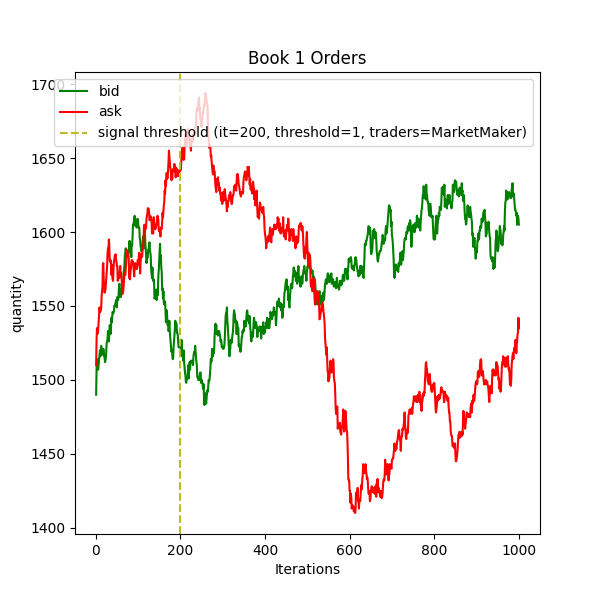 Book 1 Orders
bid
ask
signal threshold (it=200, threshold=1, traders=MarketMaker)
1700
1650
1600
1550
1500
1450
1400
quantity
0 200 400 600 800 1000
Iterations